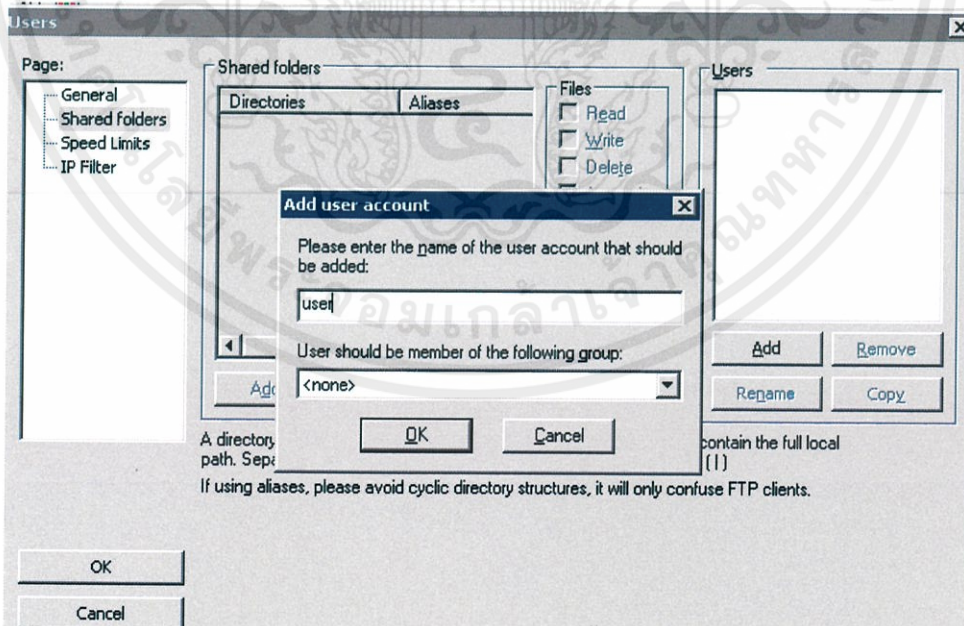 Users
Page:
General
Shared folders
Speed Limits
IP Filter
Shared folders
Directories
Aliases
Files
Read
Write
Delete
Users
Add user account
Please enter the name of the user account that should
be added:
user
User should be member of the following group:
<none>
OK
Cancel
Add
Remove
Rename
Copy
A directory
contain the full local
path.
(|)
If using aliases, please avoid cyclic directory structures, it will only confuse FTP clients.
OK
Cancel